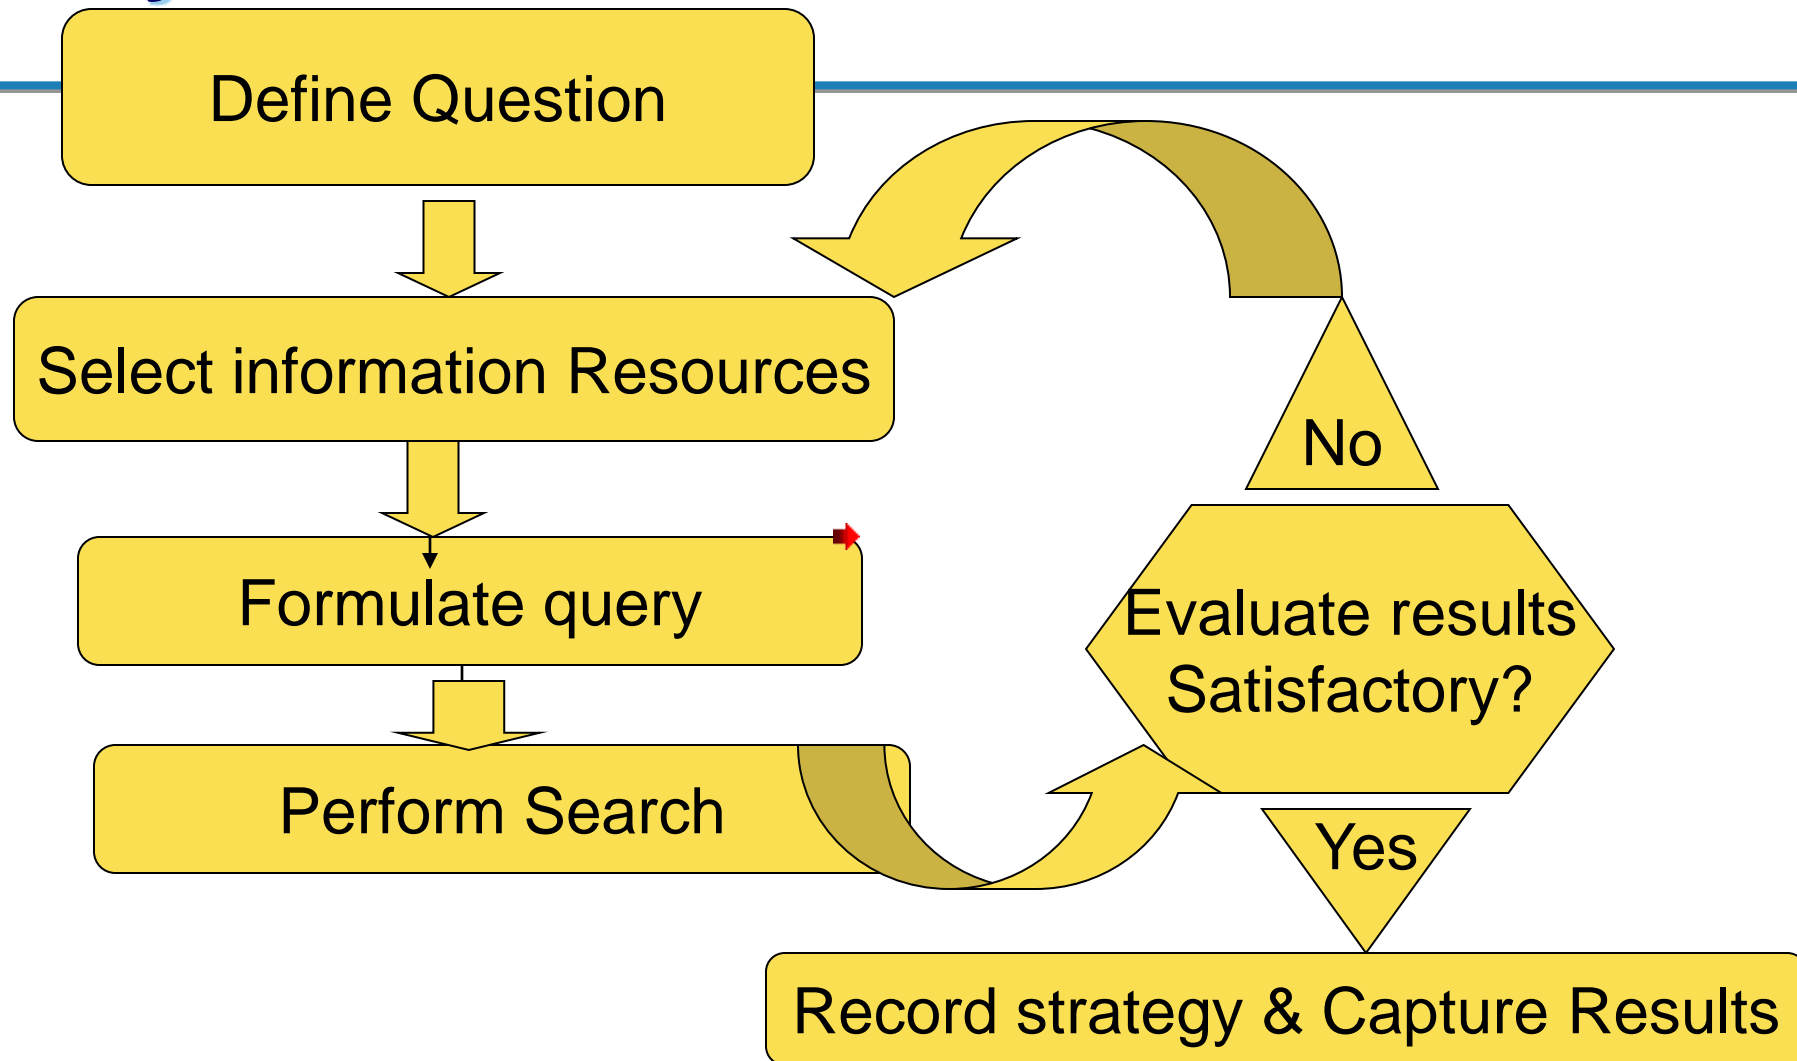 Define Question
Select information Resources
Formulate query
Perform Search
No
Evaluate results
Satisfactory?
Yes
Record strategy & Capture Results